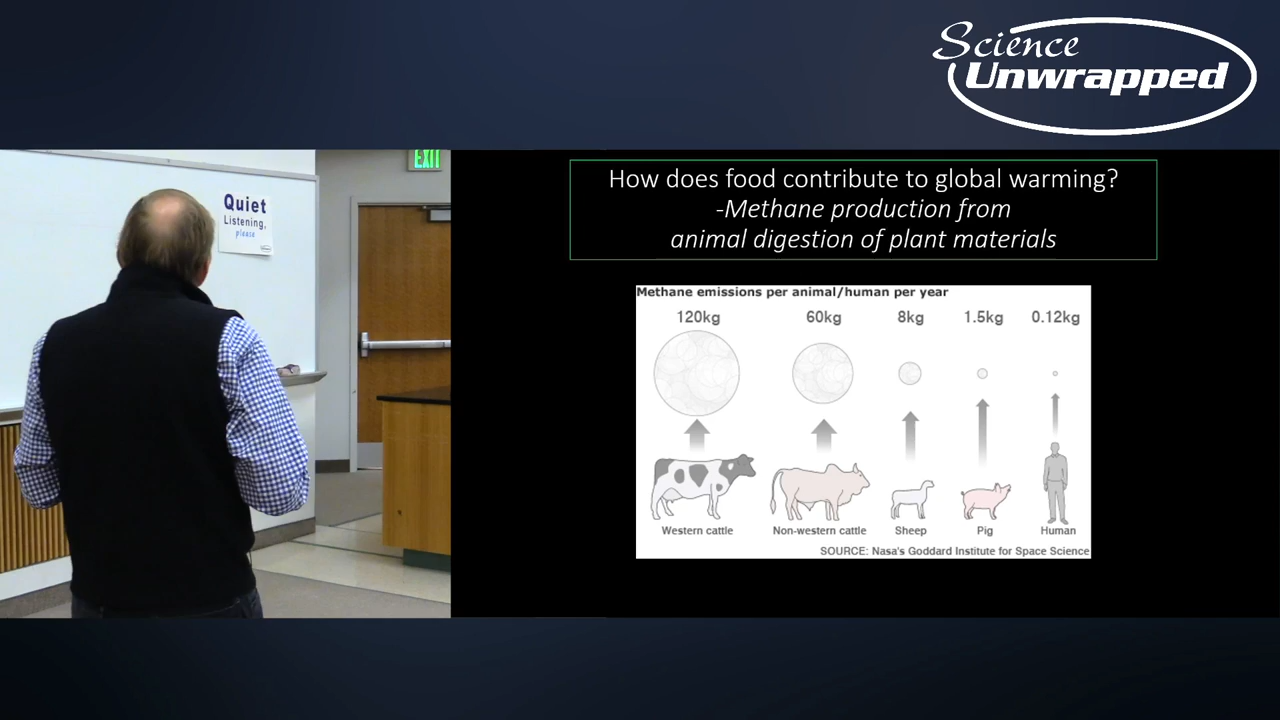 Science
Unwrapped
EXIT
Quiet
Listening,
please
How does food contribute to global warming?
-Methane production from
animal digestion of plant materials
Methane emissions per animal/human per year
120kg 60kg 8kg 1.5kg 0.12kg
Western cattle Non-western cattle Sheep Pig Human
SOURCE: Nasa's Goddard Institute for Space Science